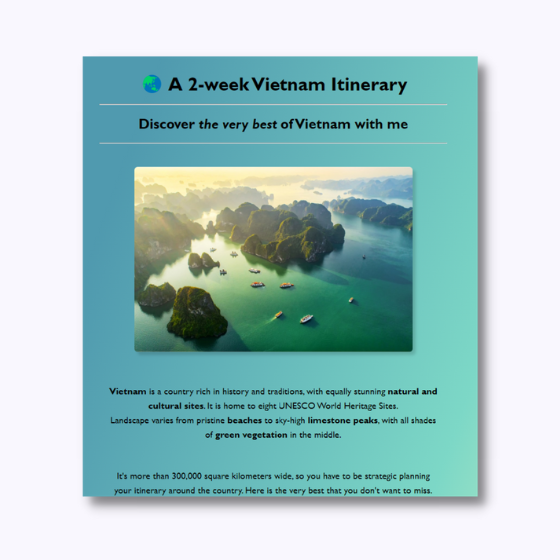 🌏 A 2-week Vietnam Itinerary
Discover the very best of Vietnam with me
Vietnam is a country rich in history and traditions, with equally stunning natural and
cultural sites. It is home to eight UNESCO World Heritage Sites.
Landscape varies from pristine beaches to sky-high limestone peaks, with all shades
of green vegetation in the middle.
It's more than 300,000 square kilometers wide, so you have to be strategic planning
your itinerary around the country. Here is the very best that you don't want to miss.